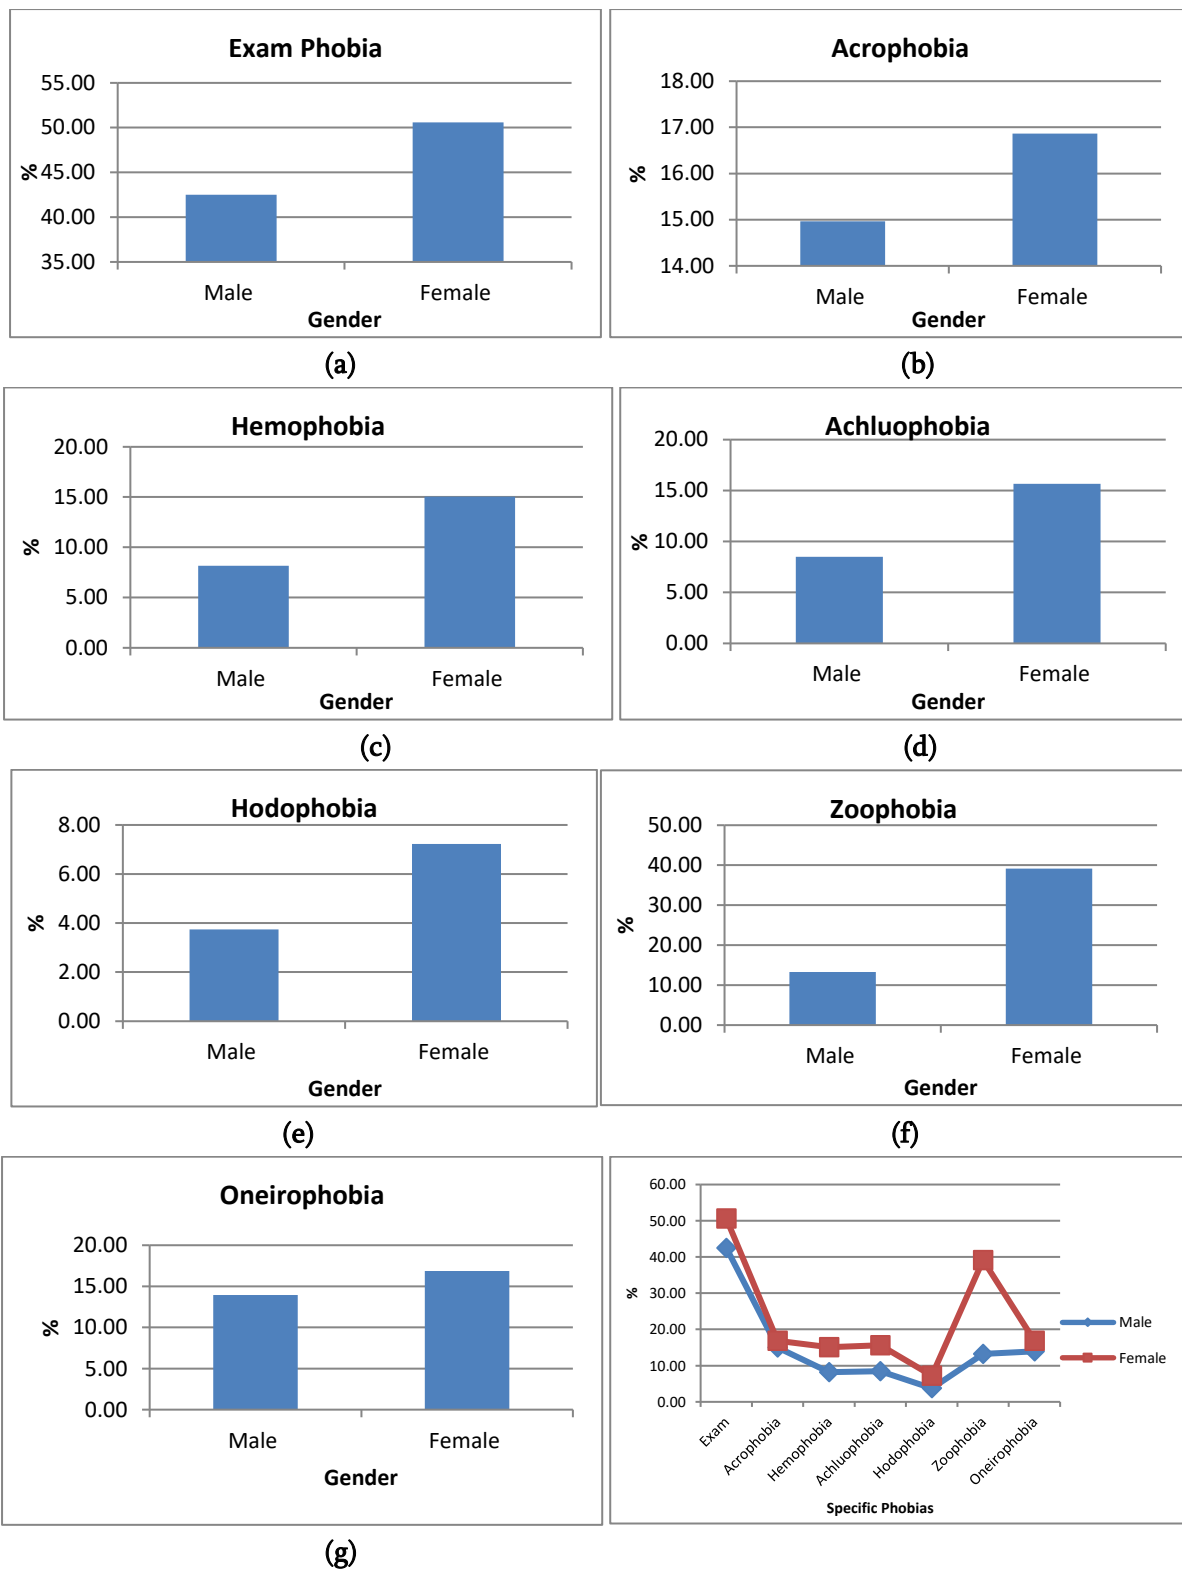 Exam Phobia
55.00
50.00
45.00
40.00
35.00
%
Male
Female
Gender
(a)
Acrophobia
18.00
17.00
16.00
15.00
14.00
%
Male
Female
Gender
(b)
Hemophobia
20.00
15.00
10.00
5.00
0.00
%
Male
Female
Gender
(c)
Achluophobia
20.00
15.00
10.00
5.00
0.00
%
Male
Female
Gender
(d)
Hodophobia
8.00
6.00
4.00
2.00
0.00
%
Male
Female
Gender
(e)
Zoophobia
50.00
40.00
30.00
20.00
10.00
0.00
%
Male
Female
Gender
(f)
Oneirophobia
20.00
15.00
10.00
5.00
0.00
%
Male
Female
Gender
(g)
60.00
50.00
40.00
30.00
20.00
10.00
0.00
%
Exam
Acrophobia
Hemophobia
Achluophobia
Hodophobia
Zoophobia
Oneirophobia
Specific Phobias
Male
Female